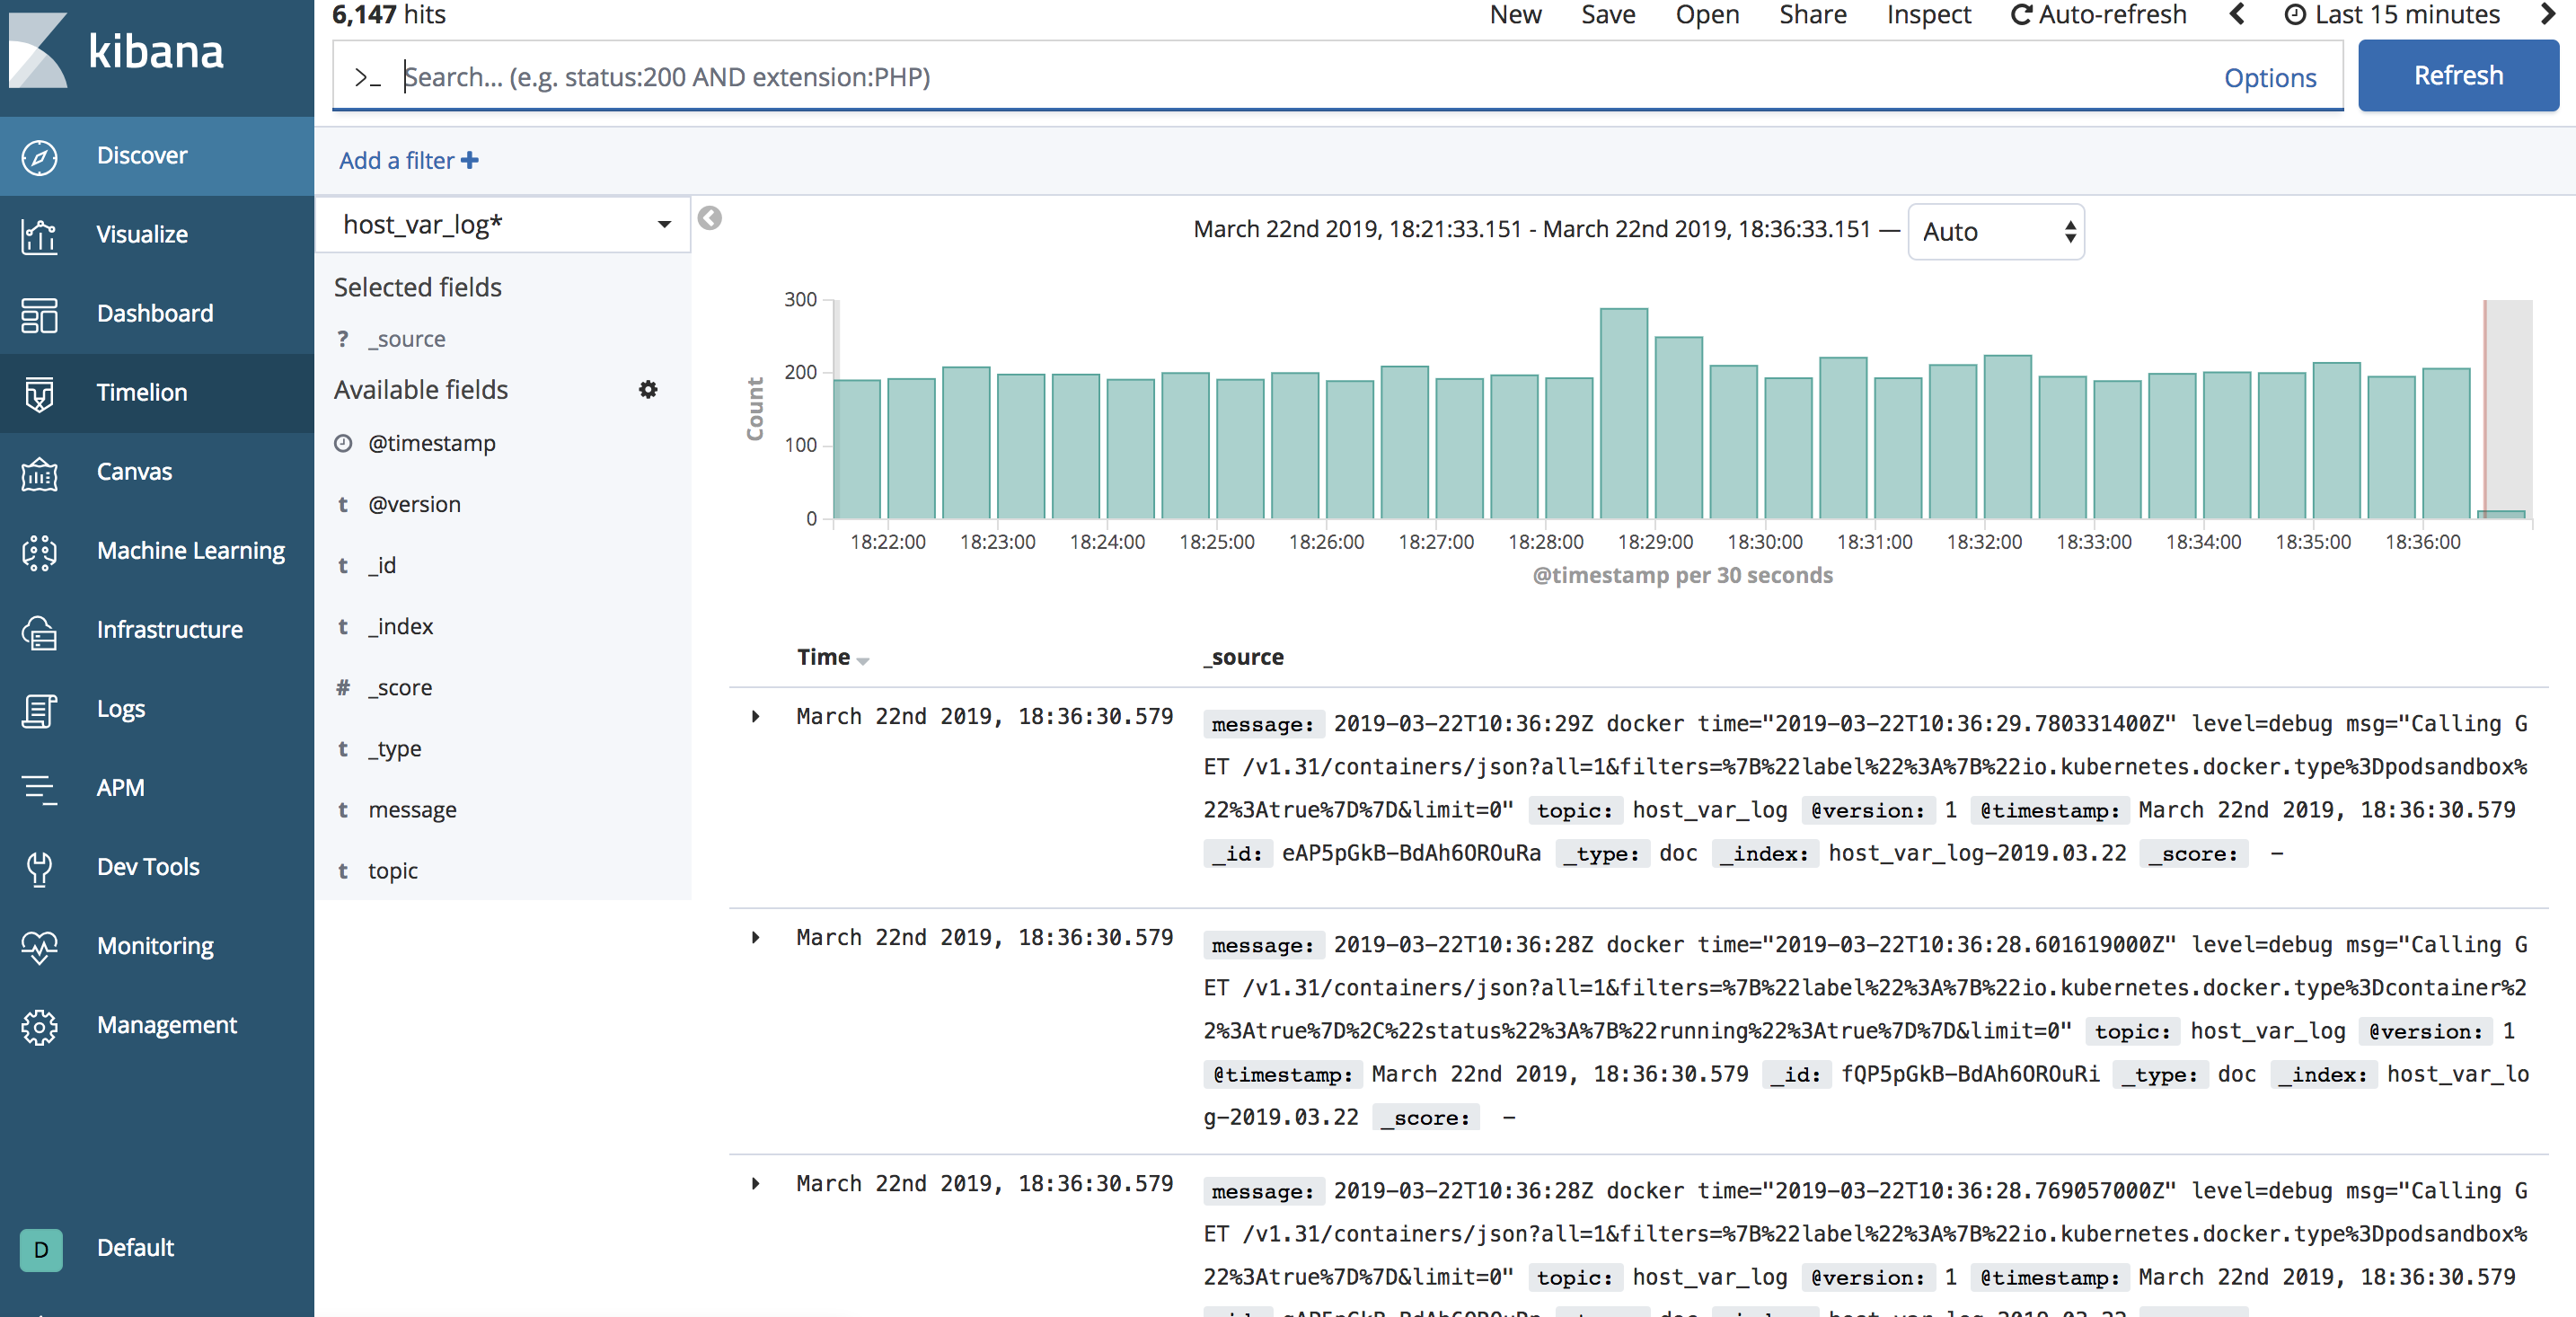 kibana
Discover
Visualize
Dashboard
Timelion
Canvas
Machine Learning
Infrastructure
Logs
APM
Dev Tools
Monitoring
Management
D Default
6,147 hits
New Save Open Share Inspect Auto-refresh Last 15 minutes
>_ Search... (e.g. status:200 AND extension:PHP) Options Refresh
Add a filter +
host_var_log*
Selected fields
? _source
Available fields
@timestamp
t @version
t _id
t _index
# _score
t _type
t message
t topic
March 22nd 2019, 18:21:33.151 - March 22nd 2019, 18:36:33.151 — Auto
300
200
100
0
Count
18:22:00 18:23:00 18:24:00 18:25:00 18:26:00 18:27:00 18:28:00 18:29:00 18:30:00 18:31:00 18:32:00 18:33:00 18:34:00 18:35:00 18:36:00
@timestamp per 30 seconds
Time _source
March 22nd 2019, 18:36:30.579 message: 2019-03-22T10:36:29Z docker time="2019-03-22T10:36:29.780331400Z" level=debug msg="Calling G
ET /v1.31/containers/json?all=1&filters=%7B%22label%22%3A%7B%22io.kubernetes.docker.type%3Dpodsandbox%
22%3Atrue%7D%7D&limit=0" topic: host_var_log @version: 1 @timestamp: March 22nd 2019, 18:36:30.579
_id: eAP5pGkB-BdAh6OROuRa _type: doc _index: host_var_log-2019.03.22 _score: -
March 22nd 2019, 18:36:30.579 message: 2019-03-22T10:36:28Z docker time="2019-03-22T10:36:28.601619000Z" level=debug msg="Calling G
ET /v1.31/containers/json?all=1&filters=%7B%22label%22%3A%7B%22io.kubernetes.docker.type%3Dcontainer%2
2%3Atrue%7D%2C%22status%22%3A%7B%22running%22%3Atrue%7D%7D&limit=0" topic: host_var_log @version: 1
@timestamp: March 22nd 2019, 18:36:30.579 _id: fQP5pGkB-BdAh6OROuRi _type: doc _index: host_var_lo
g-2019.03.22 _score: -
March 22nd 2019, 18:36:30.579 message: 2019-03-22T10:36:28Z docker time="2019-03-22T10:36:28.769057000Z" level=debug msg="Calling G
ET /v1.31/containers/json?all=1&filters=%7B%22label%22%3A%7B%22io.kubernetes.docker.type%3Dpodsandbox%
22%3Atrue%7D%7D&limit=0" topic: host_var_log @version: 1 @timestamp: March 22nd 2019, 18:36:30.579